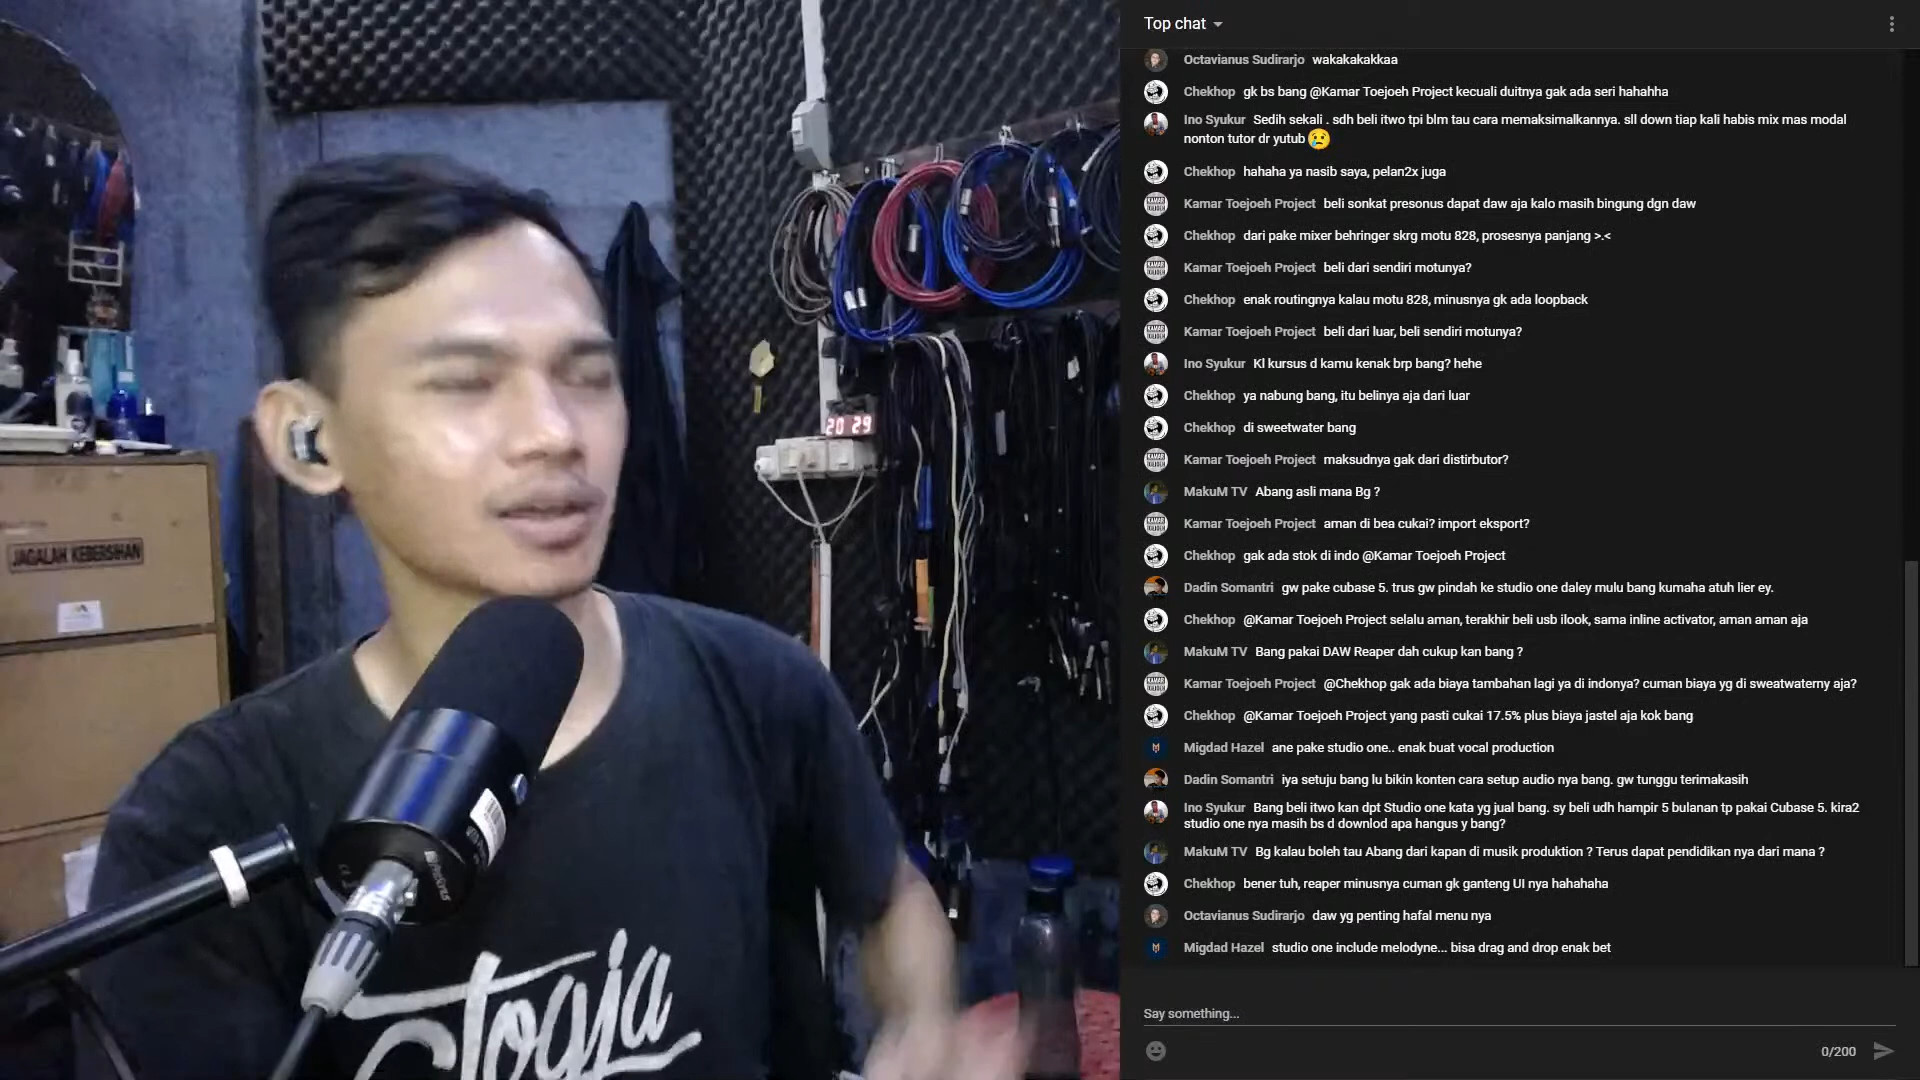 Top chat
Octavianus Sudirarjo wakakakakkaa
Chekhop gk bs bang @Kamar Toejoeh Project kecuali duitnya gak ada seri hahahha
Ino Syukur Sedih sekali . sdh beli itwo tpi blm tau cara memaksimalkannya. sll down tiap kali habis mix mas modal
nonton tutor dr yutub😢
Chekhop hahaha ya nasib saya, pelan2x juga
Kamar Toejoeh Project beli sonkat presonus dapat daw aja kalo masih bingung dgn daw
Chekhop dari pake mixer behringer skrg motu 828, prosesnya panjang >.<
Kamar Toejoeh Project beli dari sendiri motunya?
Chekhop enak routingnya kalau motu 828, minusnya gk ada loopback
Kamar Toejoeh Project beli dari luar, beli sendiri motunya?
Ino Syukur Kl kursus d kamu kenak brp bang? hehe
Chekhop ya nabung bang, itu belinya aja dari luar
Chekhop di sweetwater bang
Kamar Toejoeh Project maksudnya gak dari distirbutor?
MakuM TV Abang asli mana Bg ?
Kamar Toejoeh Project aman di bea cukai? import eksport?
Chekhop gak ada stok di indo @Kamar Toejoeh Project
Dadin Somantri gw pake cubase 5. trus gw pindah ke studio one daley mulu bang kumaha atuh lier ey.
Chekhop @Kamar Toejoeh Project selalu aman, terakhir beli usb ilook, sama inline activator, aman aman aja
MakuM TV Bang pakai DAW Reaper dah cukup kan bang ?
Kamar Toejoeh Project @Chekhop gak ada biaya tambahan lagi ya di indonya? cuman biaya yg di sweatwaterny aja?
Chekhop @Kamar Toejoeh Project yang pasti cukai 17.5% plus biaya jastel aja kok bang
Migdad Hazel ane pake studio one.. enak buat vocal production
Dadin Somantri iya setuju bang lu bikin konten cara setup audio nya bang. gw tunggu terimakasih
Ino Syukur Bang beli itwo kan dpt Studio one kata yg jual bang. sy beli udh hampir 5 bulanan tp pakai Cubase 5. kira2
studio one nya masih bs d downlod apa hangus y bang?
MakuM TV Bg kalau boleh tau Abang dari kapan di musik produktion ? Terus dapat pendidikan nya dari mana ?
Chekhop bener tuh, reaper minusnya cuman gk ganteng UI nya hahahaha
Octavianus Sudirarjo daw yg penting hafal menu nya
Migdad Hazel studio one include melodyne... bisa drag and drop enak bet
Say something...
0/200
20 29
JAGALAH KEBERSIHAN
Jogja